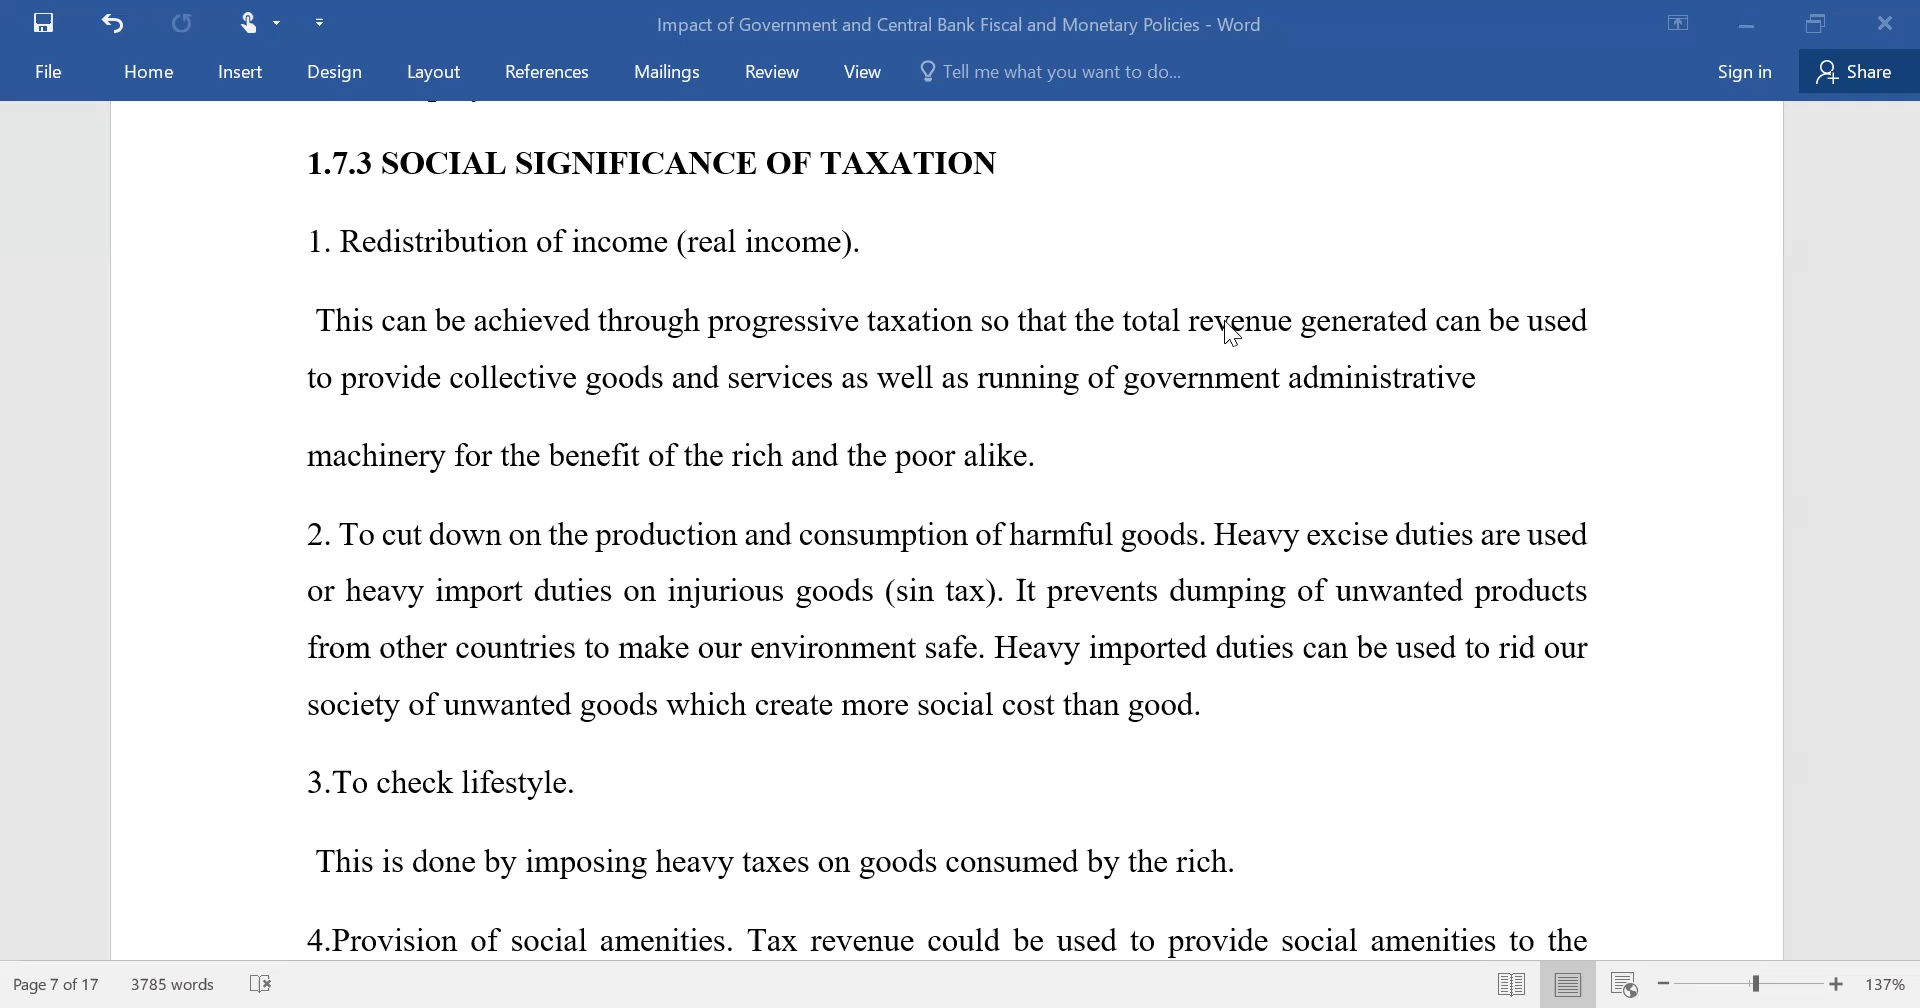 Impact of Government and Central Bank Fiscal and Monetary Policies - Word
File Home Insert Design Layout References Mailings Review View Tell me what you want to do... Sign in Share
1.7.3 SOCIAL SIGNIFICANCE OF TAXATION
1. Redistribution of income (real income).
This can be achieved through progressive taxation so that the total revenue generated can be used
to provide collective goods and services as well as running of government administrative
machinery for the benefit of the rich and the poor alike.
2. To cut down on the production and consumption of harmful goods. Heavy excise duties are used
or heavy import duties on injurious goods (sin tax). It prevents dumping of unwanted products
from other countries to make our environment safe. Heavy imported duties can be used to rid our
society of unwanted goods which create more social cost than good.
3.To check lifestyle.
This is done by imposing heavy taxes on goods consumed by the rich.
4.Provision of social amenities. Tax revenue could be used to provide social amenities to the
Page 7 of 17 3785 words 137%